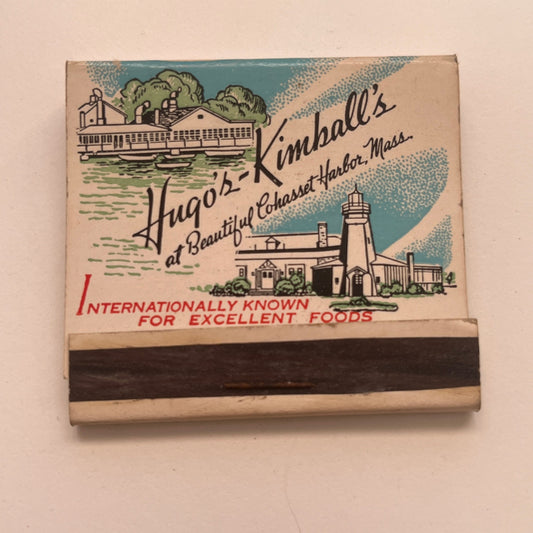 Hugo's-Kimball's
at Beautiful Cohasset Harbor, Mass.
INTERNATIONALLY KNOWN
FOR EXCELLENT FOODS